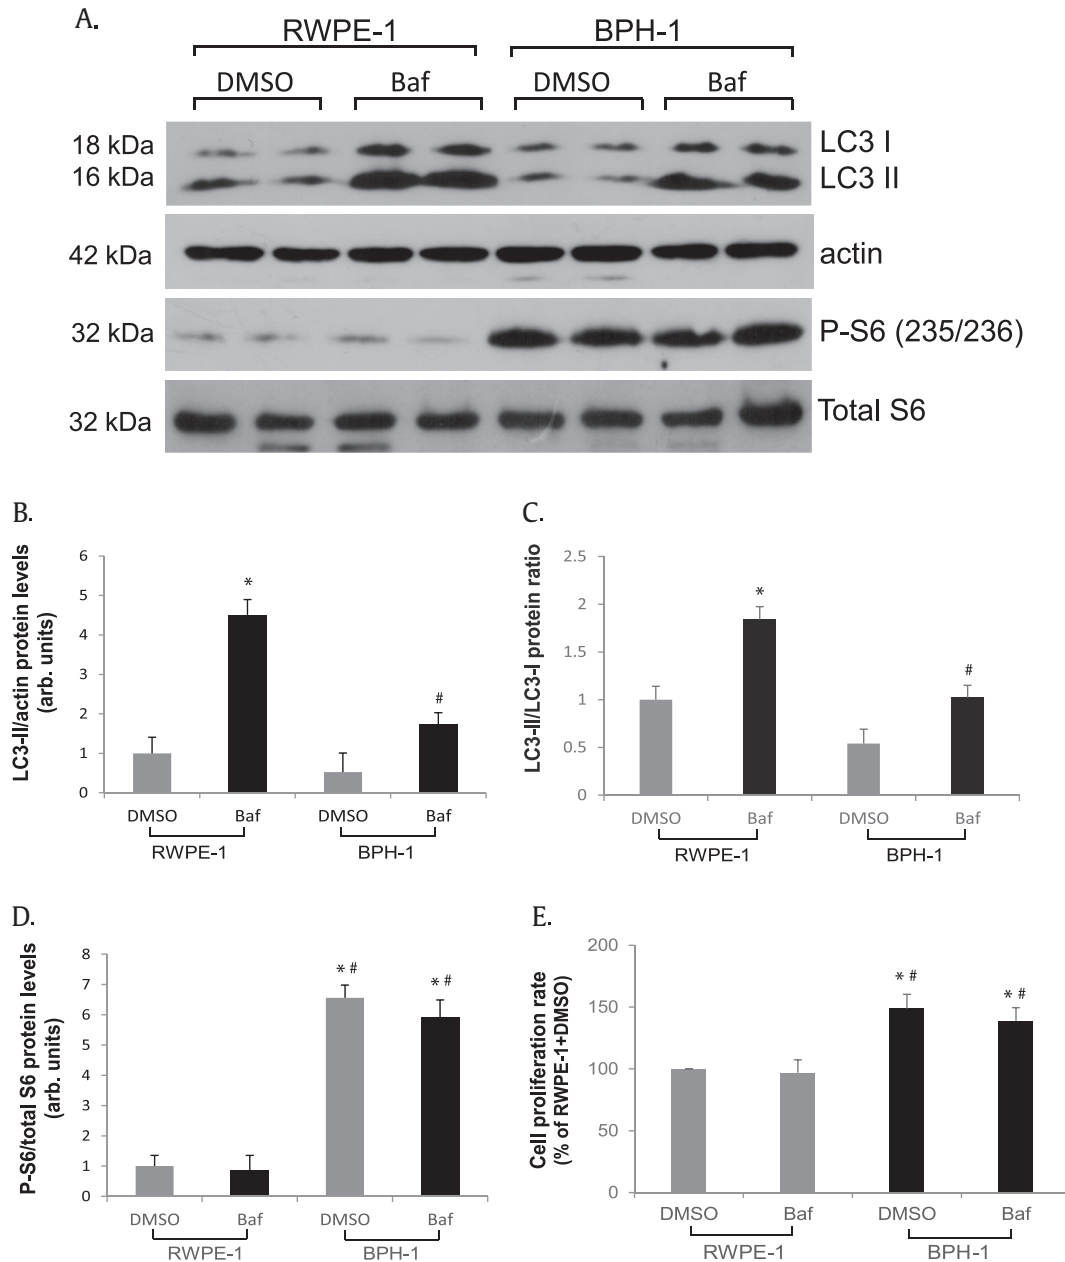 A.
RWPE-1 BPH-1
DMSO Baf DMSO Baf
18 kDa LC3 I
16 kDa LC3 II
42 kDa actin
32 kDa P-S6 (235/236)
32 kDa Total S6
B.
LC3-II/actin protein levels
(arb. units)
6
5
4
3
2
1
0
*
#
DMSO Baf DMSO Baf
RWPE-1 BPH-1
C.
LC3-II/LC3-I protein ratio
2.5
2
1.5
1
0.5
0
*
#
DMSO Baf DMSO Baf
RWPE-1 BPH-1
D.
P-S6/total S6 protein levels
(arb. units)
8
7
6
5
4
3
2
1
0
* # * #
DMSO Baf DMSO Baf
RWPE-1 BPH-1
E.
Cell proliferation rate
(% of RWPE-1+DMSO)
200
150
100
50
0
* # * #
DMSO Baf DMSO Baf
RWPE-1 BPH-1